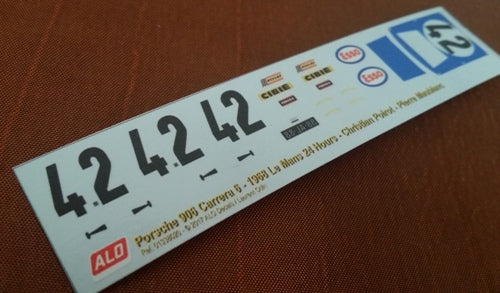 42 42 42
42
CIBIE CIBIE
Esso Esso
ALO
Porsche 906 Carrera 6 - 1968 Le Mans 24 Hours - Christian Poirot - Pierre Maublanc